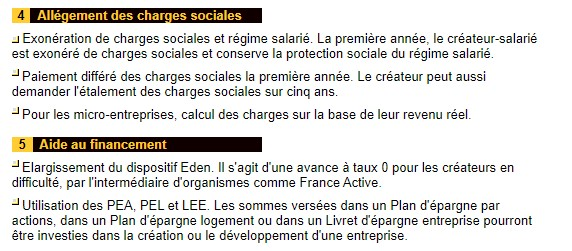 4 Allégement des charges sociales
Exonération de charges sociales et régime salarié. La première année, le créateur-salarié
est exonéré de charges sociales et conserve la protection sociale du régime salarié.
Paiement différé des charges sociales la première année. Le créateur peut aussi
demander l'étalement des charges sociales sur cinq ans.
Pour les micro-entreprises, calcul des charges sur la base de leur revenu réel.
5 Aide au financement
Elargissement du dispositif Eden. Il s'agit d'une avance à taux 0 pour les créateurs en
difficulté, par l'intermédiaire d'organismes comme France Active.
Utilisation des PEA, PEL et LEE. Les sommes versées dans un Plan d'épargne par
actions, dans un Plan d'épargne logement ou dans un Livret d'épargne entreprise pourront
être investies dans la création ou le développement d'une entreprise.